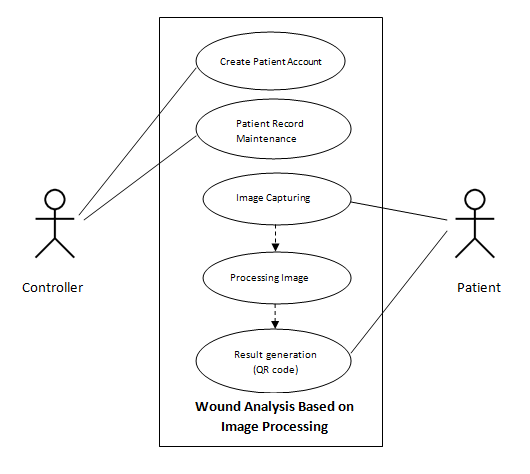 Create Patient Account
Patient Record
Maintenance
Image Capturing
Controller
Patient
Processing Image
Result generation
(QR code)
Wound Analysis Based on
Image Processing